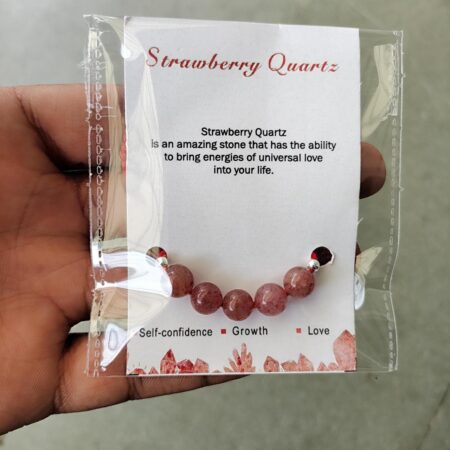 Strawberry Quartz
Strawberry Quartz
is an amazing stone that has the ability
to bring energies of universal love
into your life.
Self-confidence ▪ Growth ▪ Love